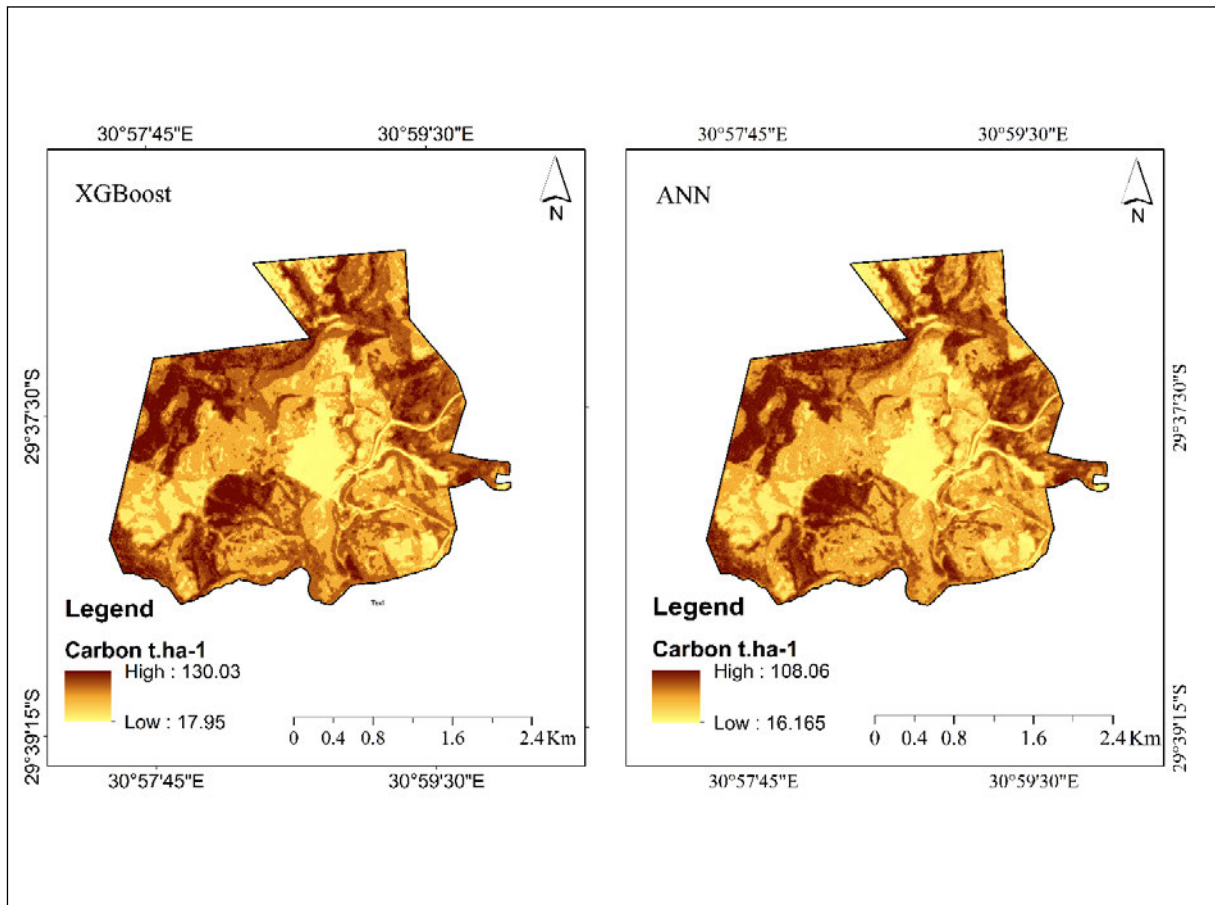 30°57'45"E
30°59'30"E
XGBoost
N
29°37'30"S
29°39'15"S
Text
Legend
Carbon t.ha-1
High : 130.03
Low : 17.95
0 0.4 0.8 1.6 2.4 Km
30°57'45"E
30°59'30"E
30°57'45"E
30°59'30"E
ANN
N
29°37'30"S
29°39'15"S
Legend
Carbon t.ha-1
High : 108.06
Low : 16.165
0 0.4 0.8 1.6 2.4 Km
30°57'45"E
30°59'30"E